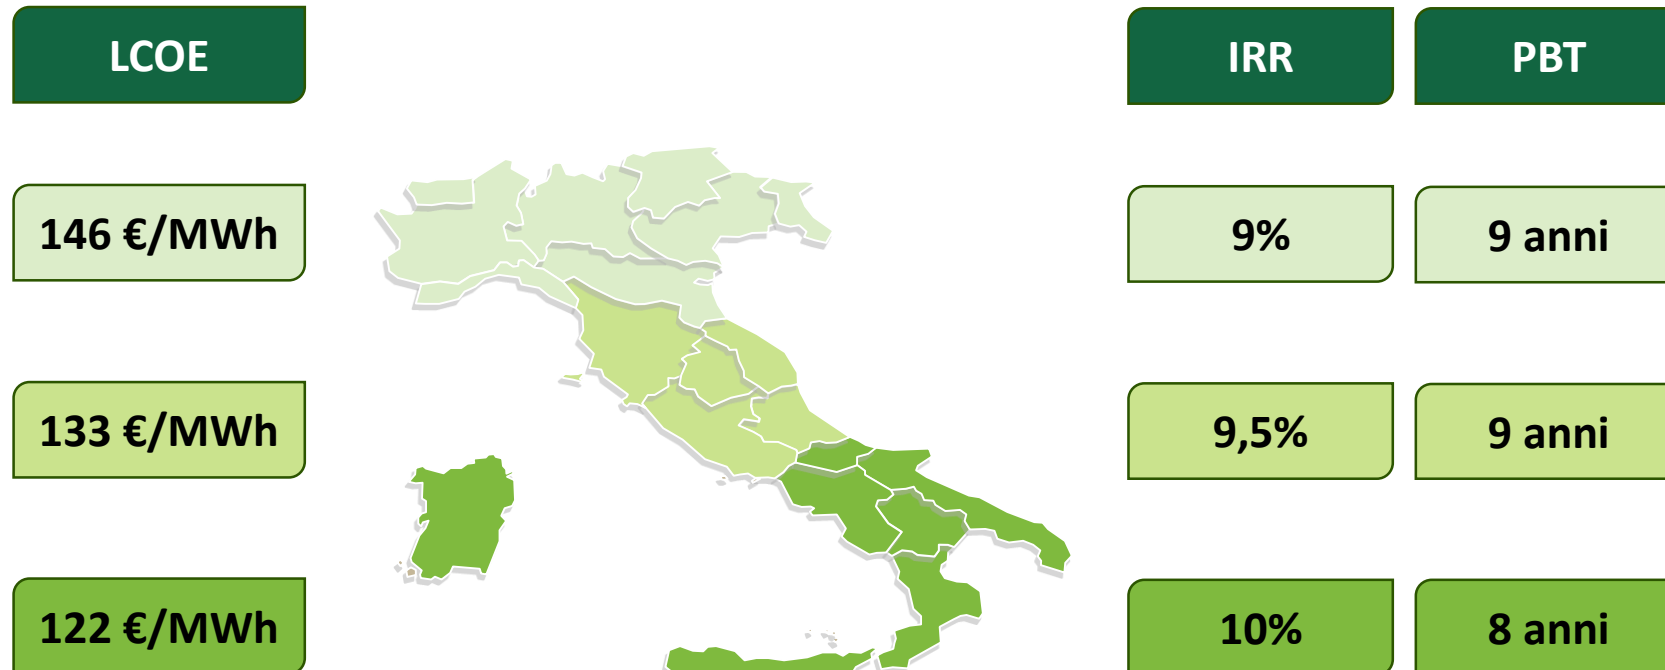 LCOE
IRR
PBT
146 €/MWh
9%
9 anni
133 €/MWh
9,5%
9 anni
122 €/MWh
10%
8 anni